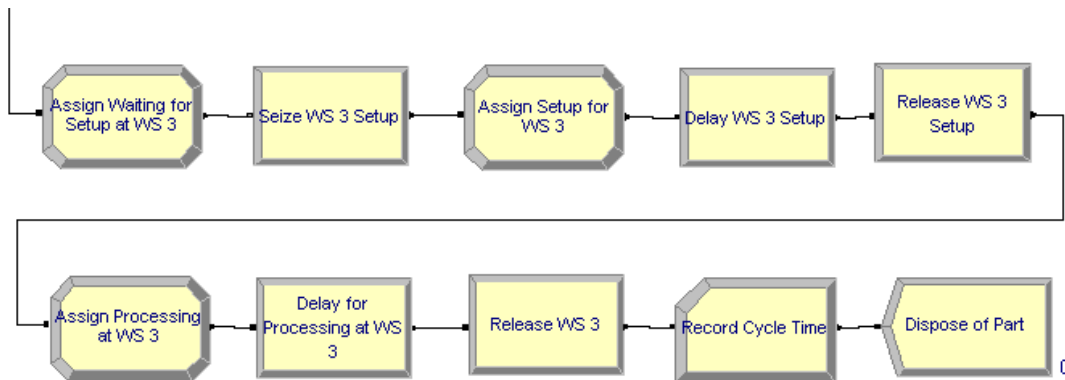 Assign Waiting for
Setup at WS 3
Seize WS 3 Setup
Assign Setup for
WS 3
Delay WS 3 Setup
Release WS 3
Setup
Assign Processing
at WS 3
Delay for
Processing at WS
3
Release WS 3
Record Cycle Time
Dispose of Part